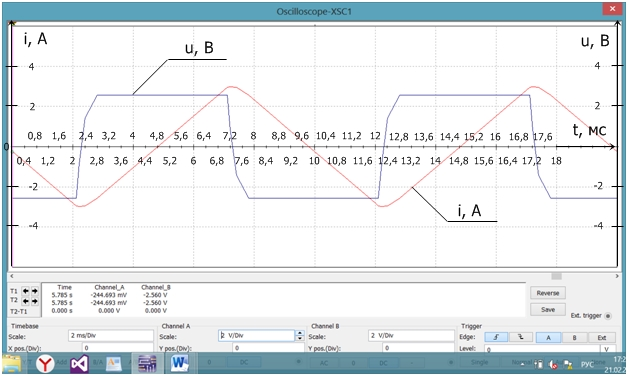 Oscilloscope-XSC1
i, А
u, В
u, В
4
4
2
2
0,8 1,6 2,4 3,2 4 4,8 5,6 6,4 7,2 8 8,8 9,6 10,4 11,2 12 12,8 13,6 14,4 15,2 16 16,8 17,6
t, мс
0
0,4 1,2 2 2,8 3,6 4,4 5,2 6 6,8 7,6 8,4 9,2 10 10,8 11,6 12,4 13,2 14 14,8 15,6 16,4 17,2 18
-2
-2
i, А
-4
-4
Time Channel_A Channel_B
T1 5.785 s -244.693 mV -2.560 V
T2 5.785 s -244.693 mV -2.560 V
T2-T1 0.000 s 0.000 V 0.000 V
Reverse
Save
Ext. trigger
Timebase Channel A Channel B Trigger
Scale: 2 ms/Div Scale: 2 V/Div Scale: 2 V/Div Edge: A B Ext
X pos.(Div): 0 Y pos.(Div): 0 Y pos.(Div): 0 Level: 0 V
РУС
17:2
21.02.2